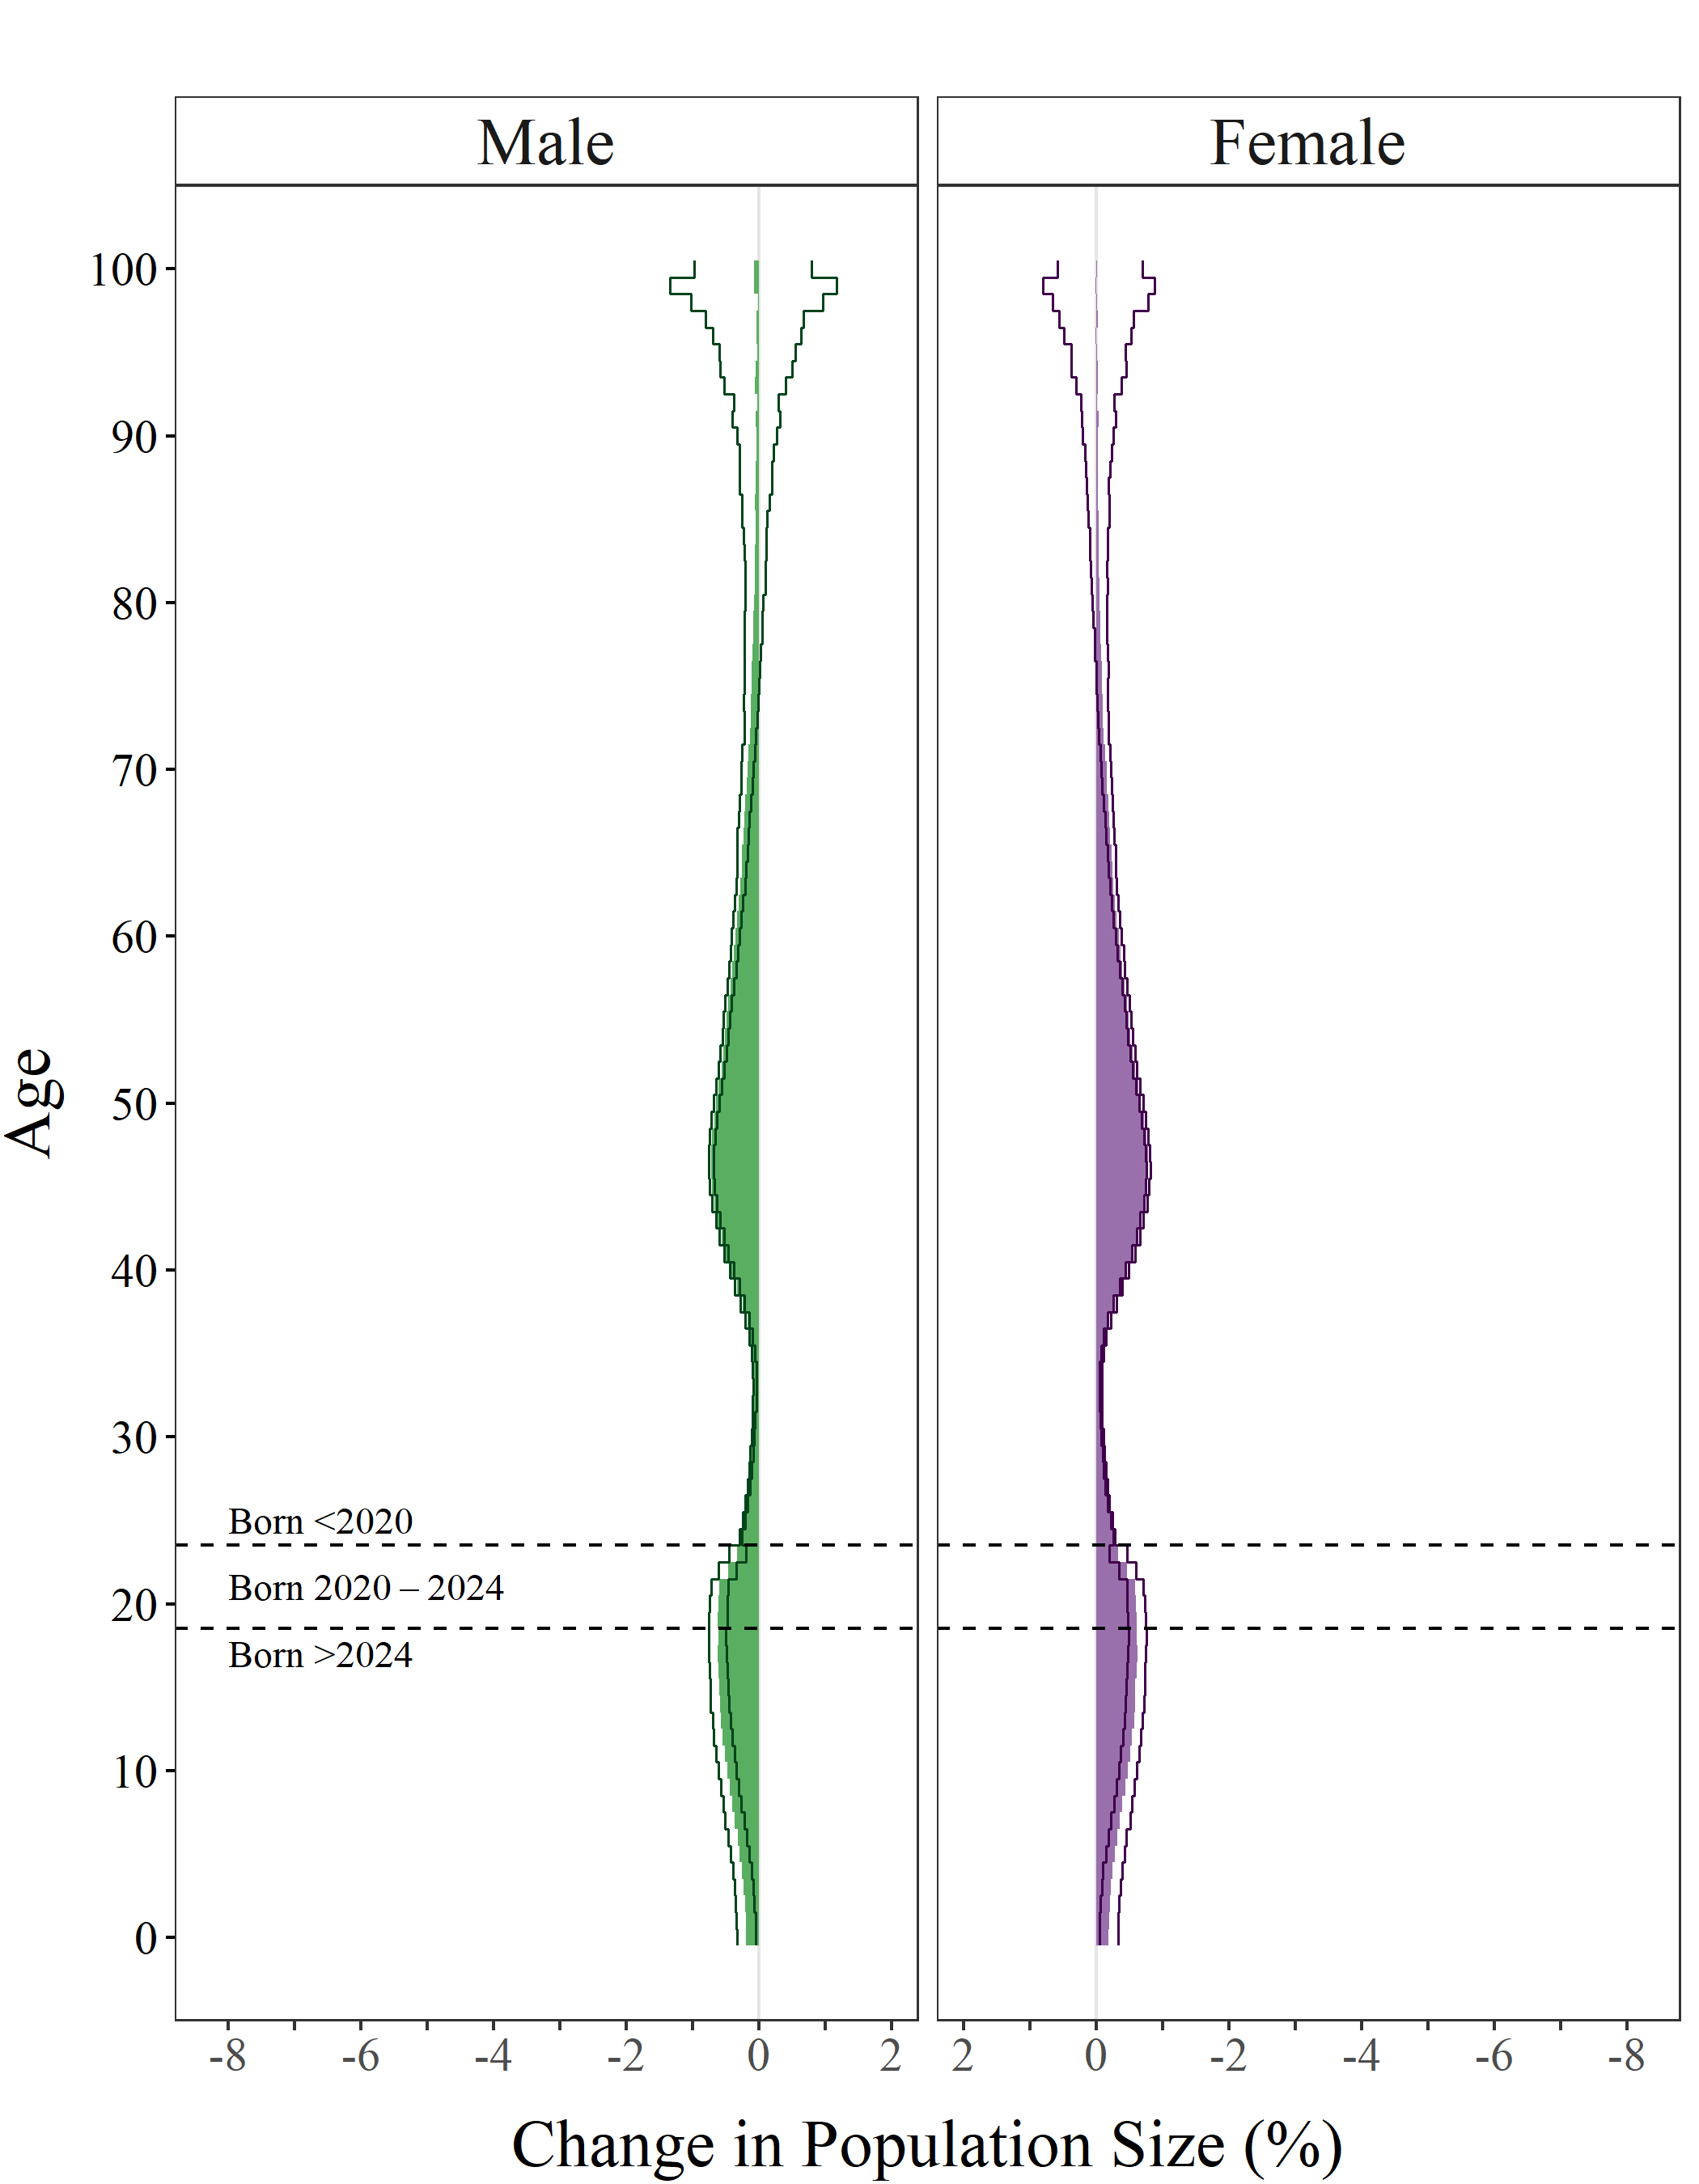 Male
Female
100
90
80
70
60
50
40
30
20
10
0
Age
Born <2020
Born 2020 – 2024
Born >2024
-8 -6 -4 -2 0 2
2 0 -2 -4 -6 -8
Change in Population Size (%)